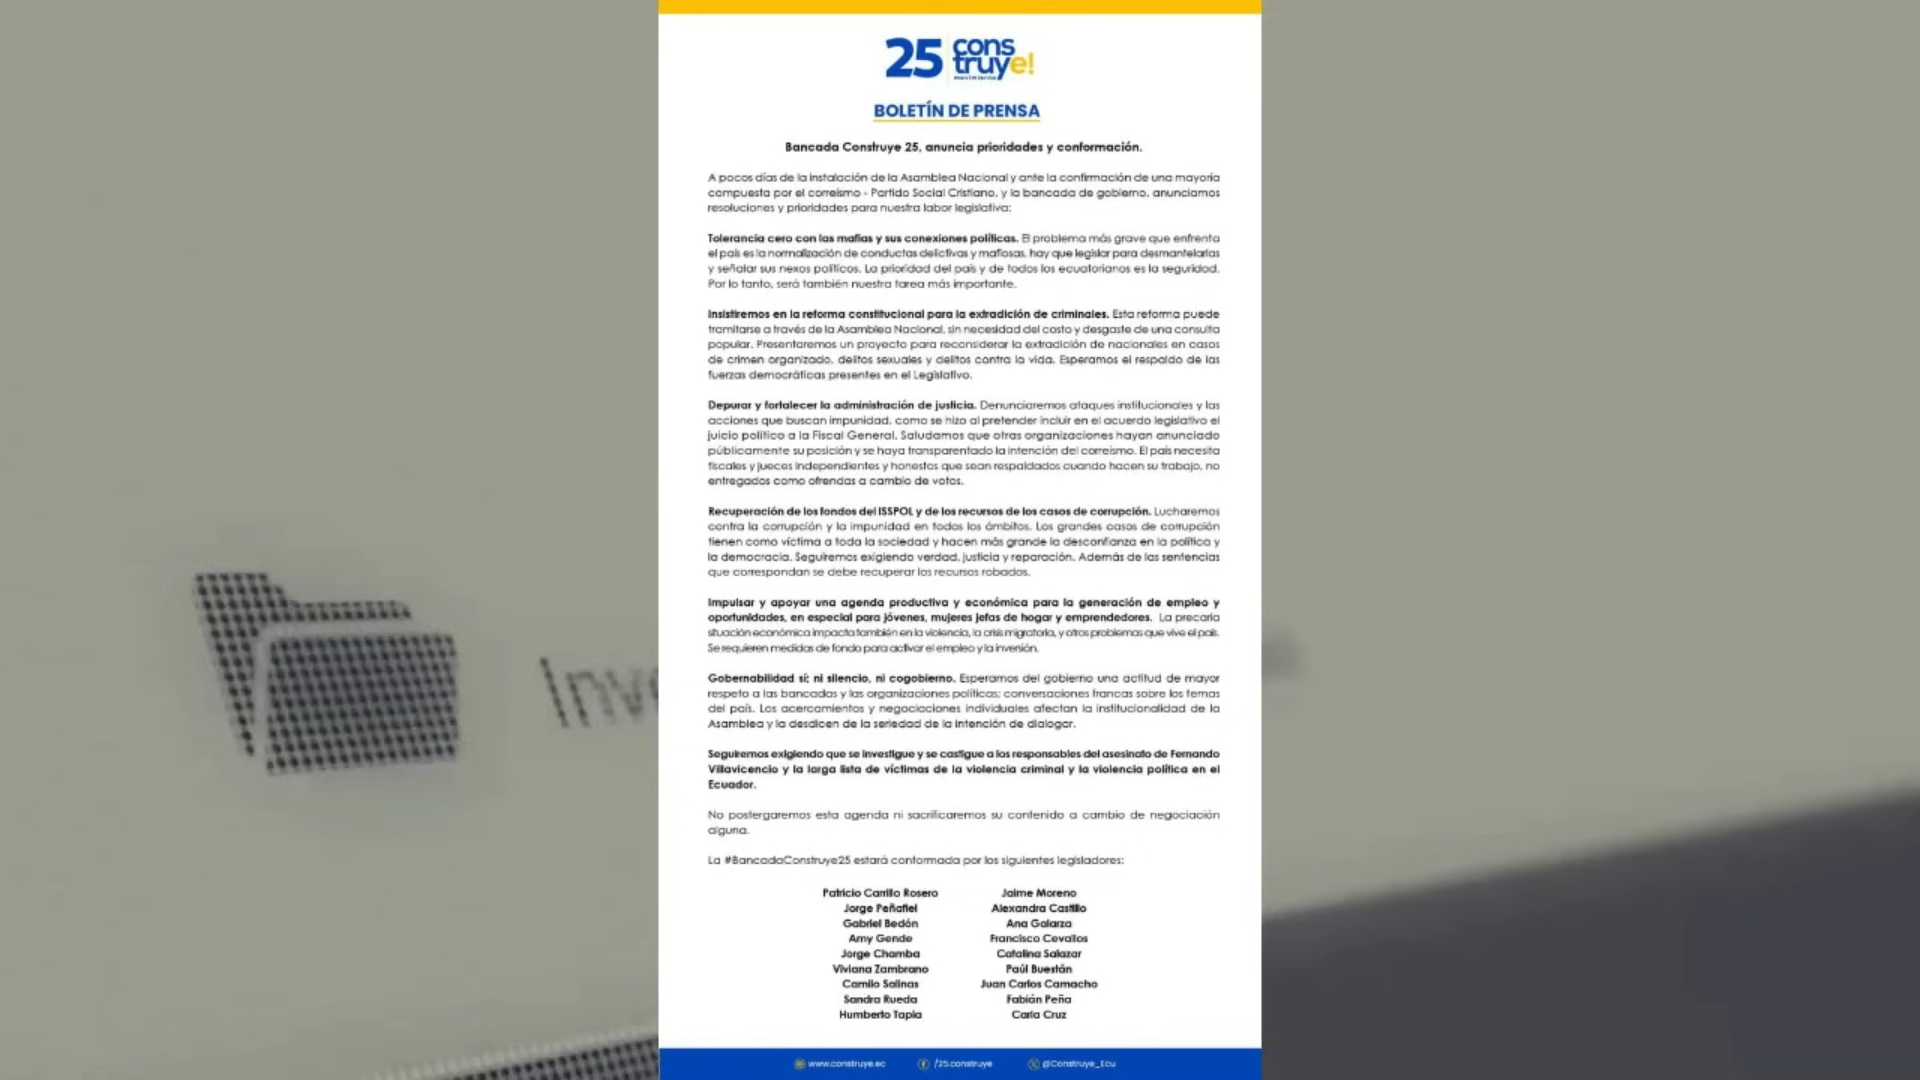 25 cons
truye!
BOLETÍN DE PRENSA
Bancada Construye 25, anuncia prioridades y conformación.
A pocos días de la instalación de la Asamblea Nacional y ante la confirmación de una mayoría
compuesta por el correísmo - Partido Social Cristiano, y la bancada de gobierno, anunciamos
resoluciones y prioridades para nuestra labor legislativa:
Tolerancia cero con las mafias y sus conexiones políticas. El problema más grave que enfrenta
el país es la normalización de conductas delictivas y mafiosas, hay que legislar para desmantelarlas
y señalar sus nexos políticos. La prioridad del país y de todos los ecuatorianos es la seguridad.
Por lo tanto, será también nuestra tarea más importante.
Insistiremos en la reforma constitucional para la extradición de criminales. Esta reforma puede
tramitarse a través de la Asamblea Nacional, sin necesidad del costo y desgaste de una consulta
popular. Presentaremos un proyecto para reconsiderar la extradición de nacionales en casos
de crimen organizado, delitos sexuales y delitos contra la vida. Esperamos el respaldo de las
fuerzas democráticas presentes en el Legislativo.
Depurar y fortalecer la administración de justicia. Denunciaremos ataques institucionales y las
acciones que buscan impunidad, como se hizo al pretender incluir en el acuerdo legislativo el
juicio político a la Fiscal General. Saludamos que otras organizaciones hayan anunciado
públicamente su posición y se haya transparentado la intención del correísmo. El país necesita
fiscales y jueces independientes y honestos que sean respaldados cuando hacen su trabajo, no
entregados como ofrendas a cambio de votos.
Recuperación de los fondos del ISSPOL y de los recursos de los casos de corrupción. Lucharemos
contra la corrupción y la impunidad en todos los ámbitos. Los grandes casos de corrupción
tienen como víctima a toda la sociedad y hacen más grande la desconfianza en la política y
la democracia. Seguiremos exigiendo verdad, justicia y reparación. Además de las sentencias
que correspondan se debe recuperar los recursos robados.
Impulsar y apoyar una agenda productiva y económica para la generación de empleo y
oportunidades, en especial para jóvenes, mujeres jefas de hogar y emprendedores. La precaria
situación económica impacta también en la violencia, la crisis migratoria, y otros problemas que vive el país.
Se requieren medidas de fondo para activar el empleo y la inversión.
Gobernabilidad sí; ni silencio, ni cogobierno. Esperamos del gobierno una actitud de mayor
respeto a las bancadas y las organizaciones políticas; conversaciones francas sobre los temas
del país. Los acercamientos y negociaciones individuales afectan la institucionalidad de la
Asamblea y la desdicen de la seriedad de la intención de dialogar.
Seguiremos exigiendo que se investigue y se castigue a los responsables del asesinato de Fernando
Villavicencio y la larga lista de víctimas de la violencia criminal y la violencia política en el
Ecuador.
No postergaremos esta agenda ni sacrificaremos su contenido a cambio de negociación
alguna.
La #BancadaConstruye25 estará conformada por los siguientes legisladores:
Patricio Carrillo Rosero Jaime Moreno
Jorge Peñafiel Alexandra Castillo
Gabriel Bedón Ana Galarza
Amy Gende Francisco Cevallos
Jorge Chamba Catalina Salazar
Viviana Zambrano Paúl Buestán
Camilo Salinas Juan Carlos Camacho
Sandra Rueda Fabián Peña
Humberto Tapia Carla Cruz
www.construye.ec /25.construye @Construye_Ecu